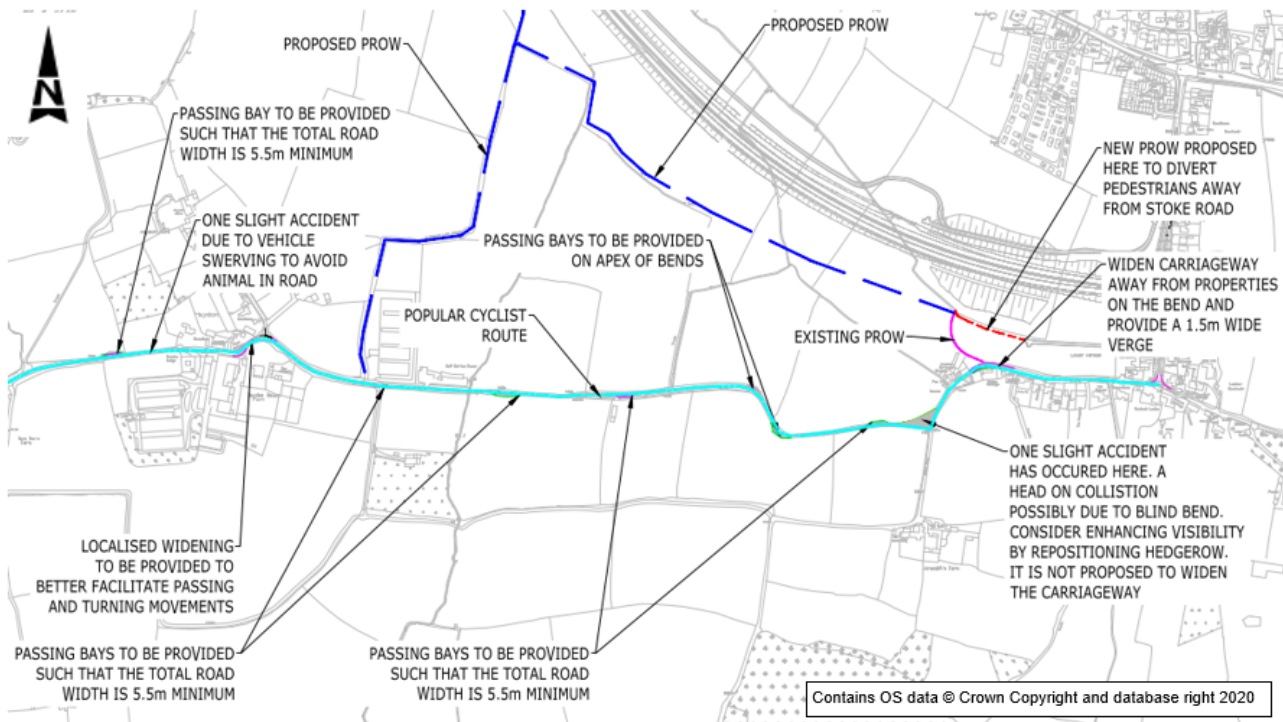 PROPOSED PROW
PROPOSED PROW
N
PASSING BAY TO BE PROVIDED
SUCH THAT THE TOTAL ROAD
WIDTH IS 5.5m MINIMUM
NEW PROW PROPOSED
HERE TO DIVERT
PEDESTRIANS AWAY
FROM STOKE ROAD
ONE SLIGHT ACCIDENT
DUE TO VEHICLE
SWERVING TO AVOID
ANIMAL IN ROAD
PASSING BAYS TO BE PROVIDED
ON APEX OF BENDS
WIDEN CARRIAGEWAY
AWAY FROM PROPERTIES
ON THE BEND AND
PROVIDE A 1.5m WIDE
VERGE
POPULAR CYCLIST
ROUTE
EXISTING PROW
ONE SLIGHT ACCIDENT
HAS OCCURED HERE. A
HEAD ON COLLISTION
POSSIBLY DUE TO BLIND BEND.
CONSIDER ENHANCING VISIBILITY
BY REPOSITIONING HEDGEROW.
IT IS NOT PROPOSED TO WIDEN
THE CARRIAGEWAY
LOCALISED WIDENING
TO BE PROVIDED TO
BETTER FACILITATE PASSING
AND TURNING MOVEMENTS
PASSING BAYS TO BE PROVIDED
SUCH THAT THE TOTAL ROAD
WIDTH IS 5.5m MINIMUM
PASSING BAYS TO BE PROVIDED
SUCH THAT THE TOTAL ROAD
WIDTH IS 5.5m MINIMUM
Contains OS data © Crown Copyright and database right 2020